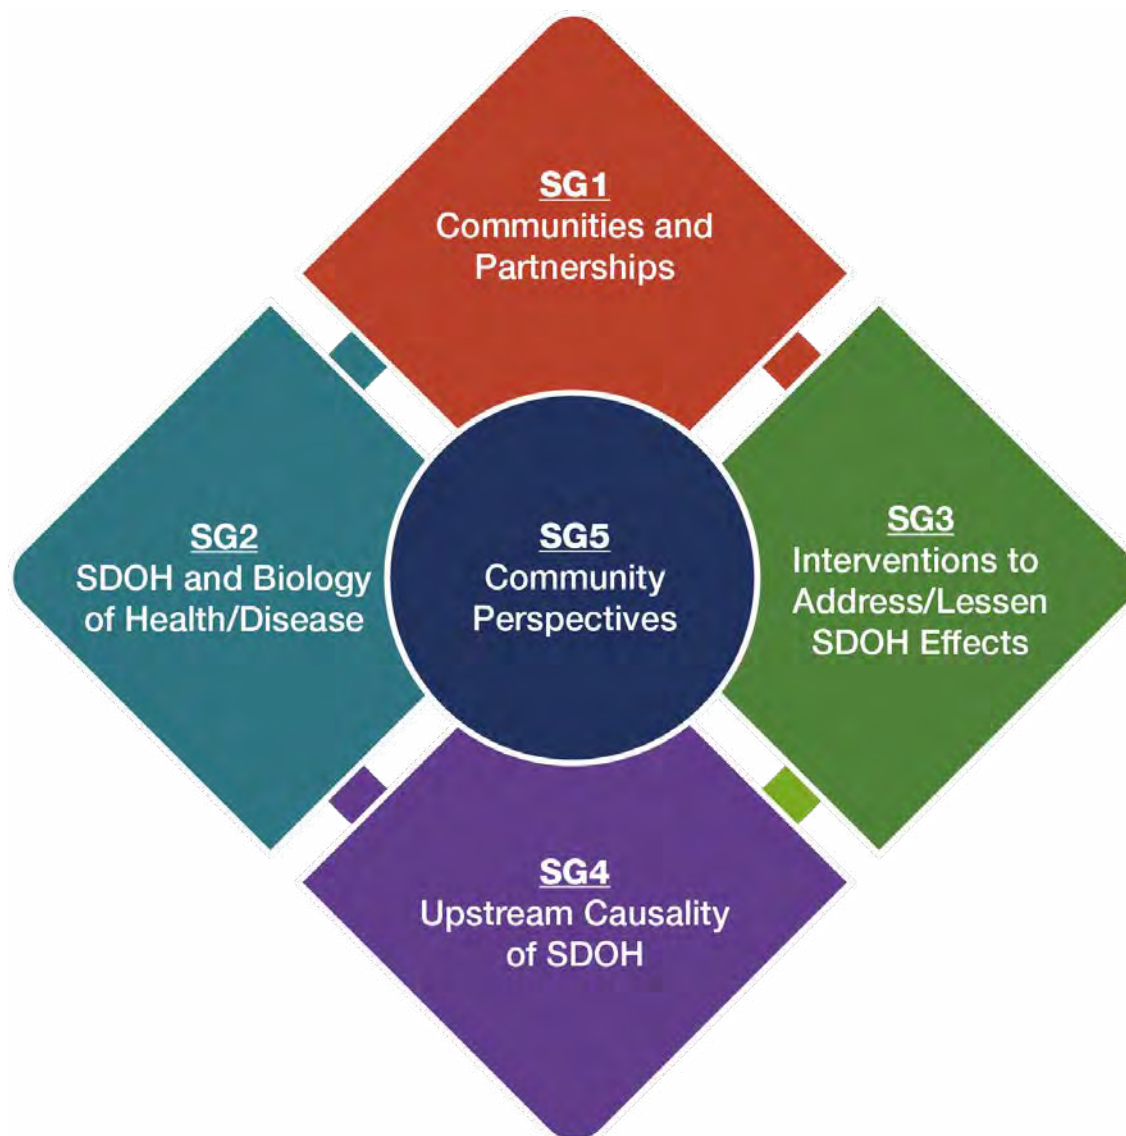 SG1
Communities and
Partnerships
SG2
SDOH and Biology
of Health/Disease
SG5
Community
Perspectives
SG3
Interventions to
Address/Lessen
SDOH Effects
SG4
Upstream Causality
of SDOH